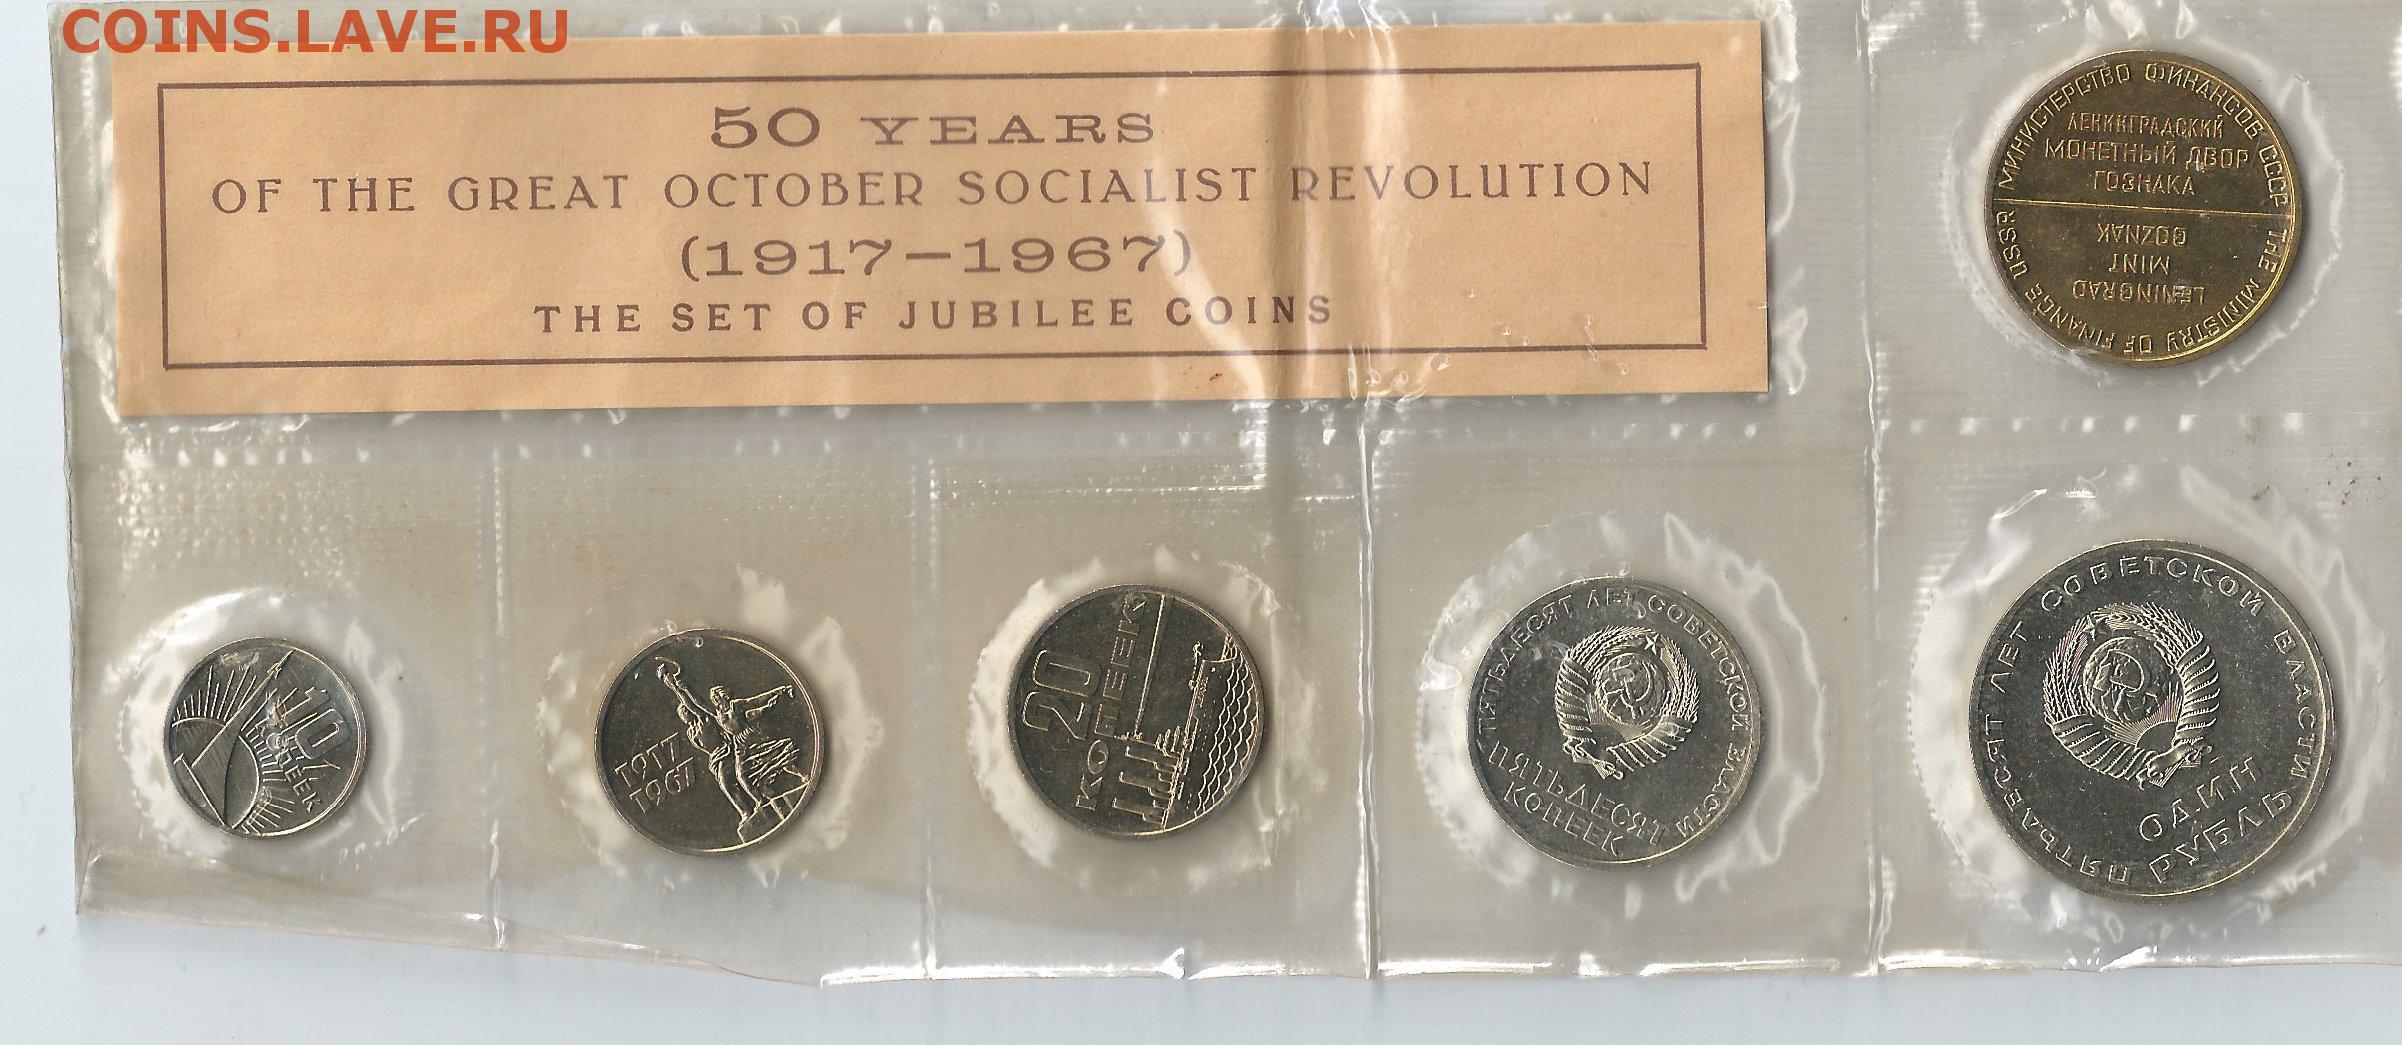 COINS.LAVE.RU
50 YEARS
OF THE GREAT OCTOBER SOCIALIST REVOLUTION
(1917–1967)
THE SET OF JUBILEE COINS
МИНИСТЕРСТВО ФИНАНСОВ СССР
ЛЕНИНГРАДСКИЙ
МОНЕТНЫЙ ДВОР
ГОЗНАКА
THE MINISTRY OF FINANCE USSR
LENINGRAD
MINT
GOZNAK
10
1917
1967
20
КОПЕЕК
ПЯТЬДЕСЯТ ЛЕТ СОВЕТСКОЙ ВЛАСТИ
ПЯТЬДЕСЯТ
КОПЕЕК
ПЯТЬДЕСЯТ ЛЕТ СОВЕТСКОЙ ВЛАСТИ
ОДИН
РУБЛЬ